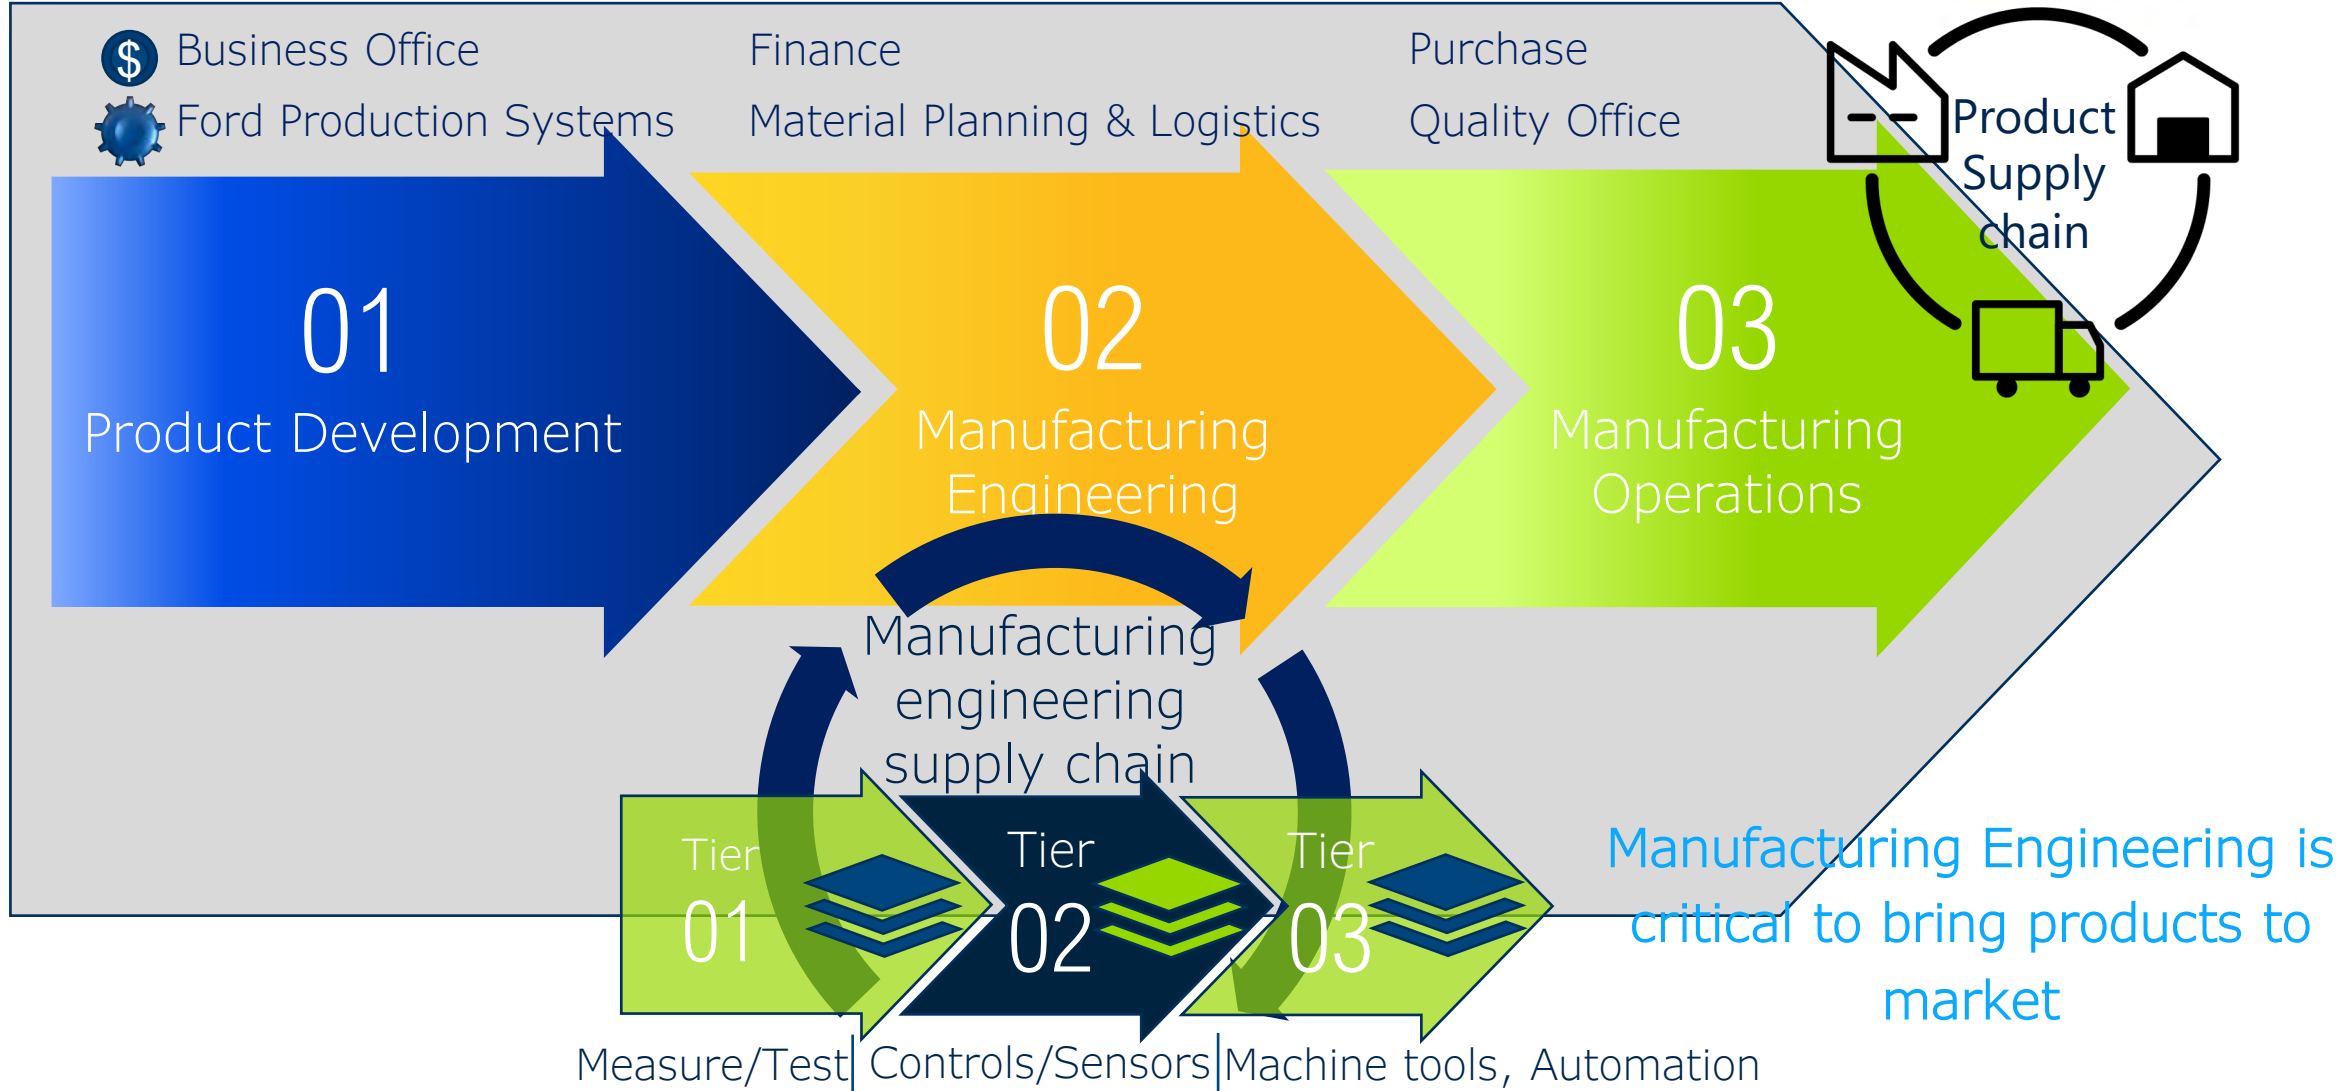 $ Business Office
Finance
Purchase
Ford Production Systems
Material Planning & Logistics
Quality Office
Product
Supply
chain
01
Product Development
02
Manufacturing
Engineering
03
Manufacturing
Operations
Manufacturing
engineering
supply chain
Tier
01
Tier
02
Tier
03
Measure/Test
Controls/Sensors
Machine tools, Automation
Manufacturing Engineering is
critical to bring products to
market